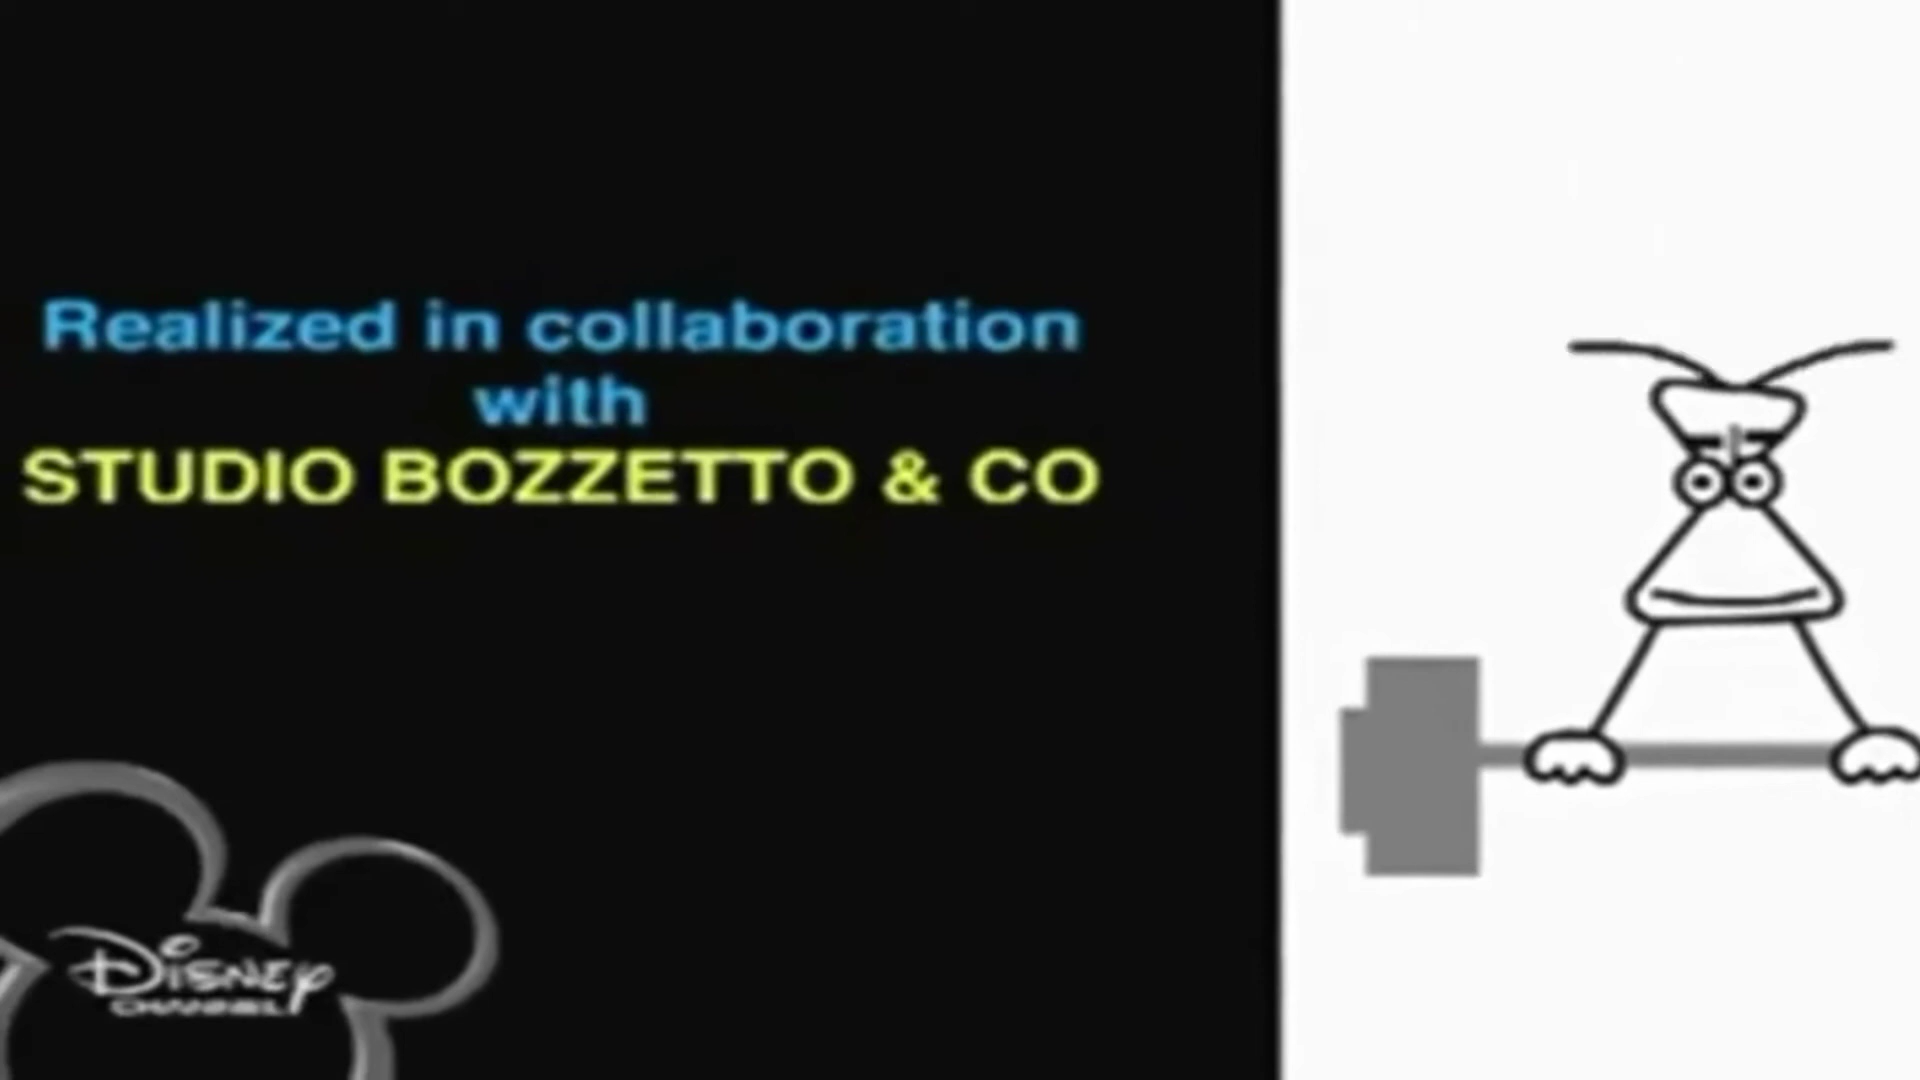 Realized in collaboration
with
STUDIO BOZZETTO & CO
Disney
CHANNEL